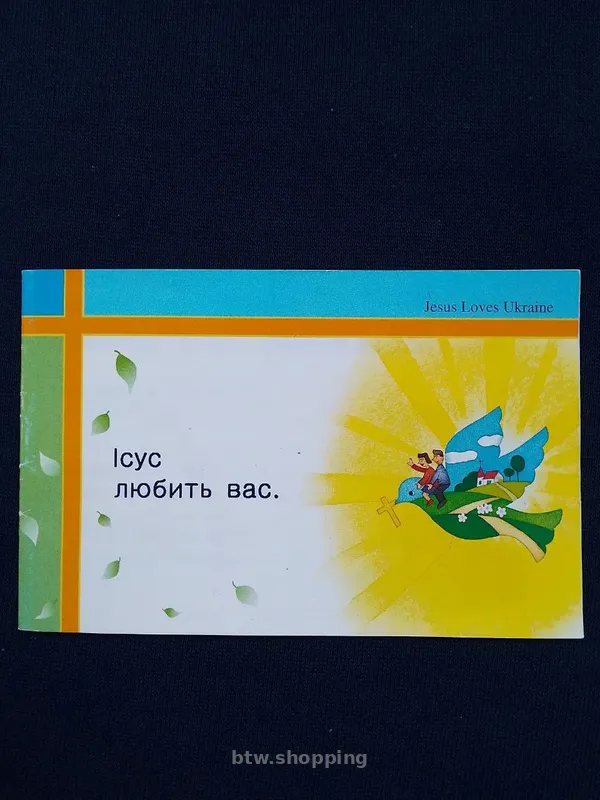 Jesus Loves Ukraine
Ісус
любить вас.
btw.shopping